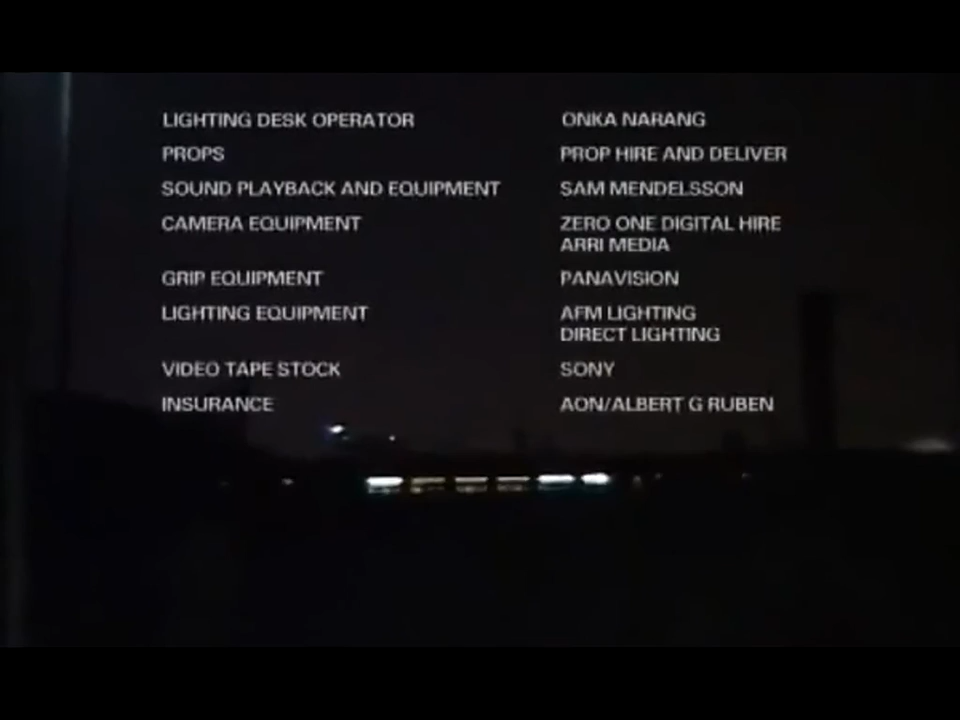 LIGHTING DESK OPERATOR ONKA NARANG
PROPS PROP HIRE AND DELIVER
SOUND PLAYBACK AND EQUIPMENT SAM MENDELSSON
CAMERA EQUIPMENT ZERO ONE DIGITAL HIRE
ARRI MEDIA
GRIP EQUIPMENT PANAVISION
LIGHTING EQUIPMENT AFM LIGHTING
DIRECT LIGHTING
VIDEO TAPE STOCK SONY
INSURANCE AON/ALBERT G RUBEN